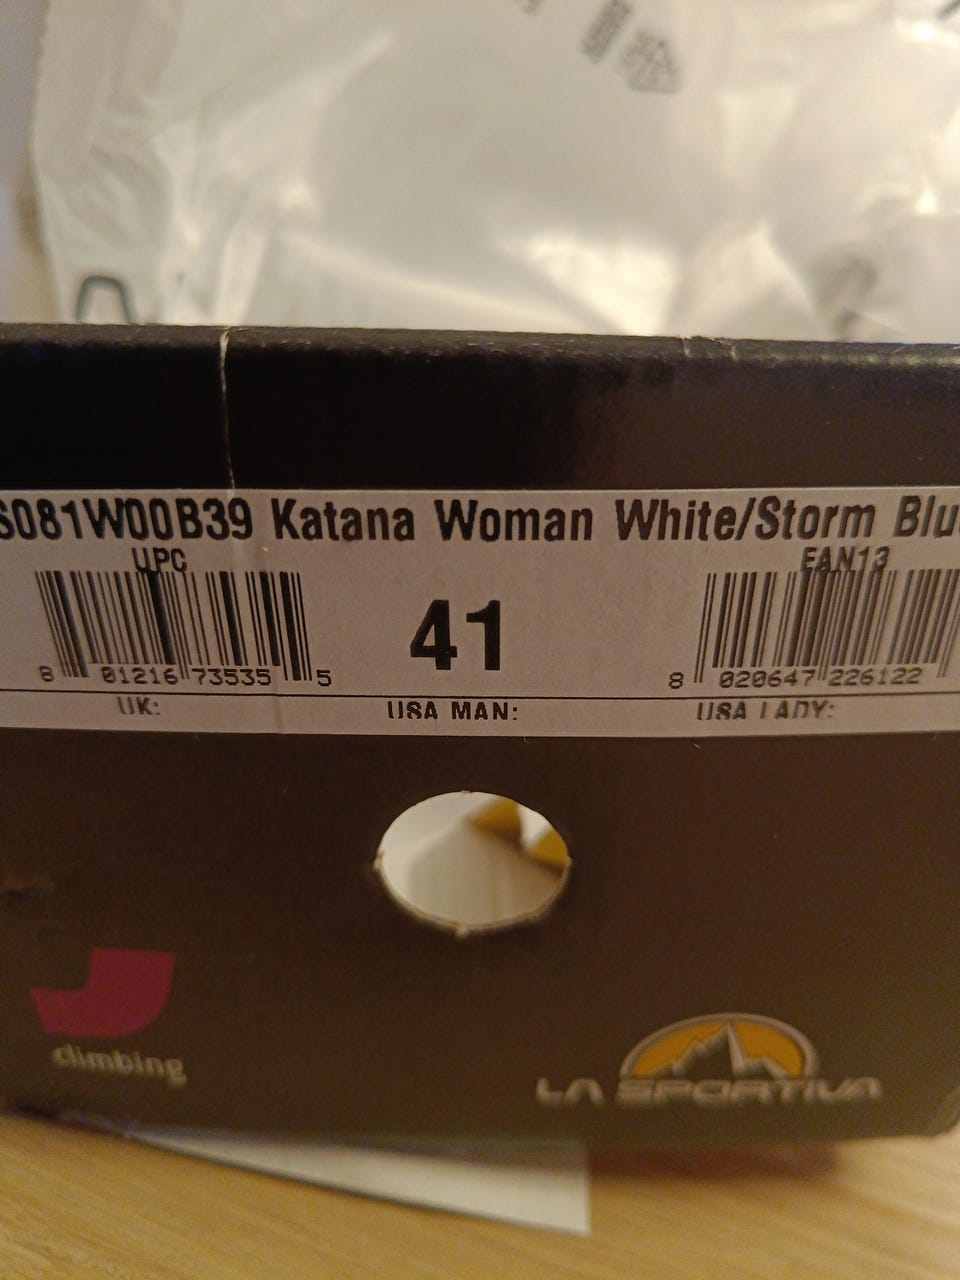 S081W00B39 Katana Woman White/Storm Blu
UPC
EAN13
41
8 01216 73535 5
8 020647 226122
UK: USA MAN: USA LADY:
climbing
LA SPORTIVA